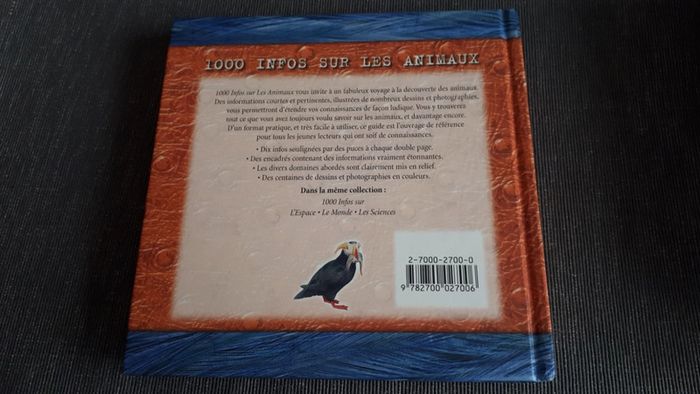 1000 INFOS SUR LES ANIMAUX
1000 Infos sur Les Animaux vous invite à un fabuleux voyage à la découverte des animaux.
Des informations courtes et pertinentes, illustrées de nombreux dessins et photographies,
vous permettront d'étendre vos connaissances de façon ludique. Vous y trouverez
tout ce que vous avez toujours voulu savoir sur les animaux, et davantage encore.
D'un format pratique, et très facile à utiliser, ce guide est l'ouvrage de référence
pour tous les jeunes lecteurs qui ont soif de connaissances.
• Dix infos soulignées par des puces à chaque double page.
• Des encadrés contenant des informations vraiment étonnantes.
• Les divers domaines abordés sont clairement mis en relief.
• Des centaines de dessins et photographies en couleurs.
Dans la même collection :
1000 Infos sur
L'Espace • Le Monde • Les Sciences
2-7000-2700-0
9 782700 027006